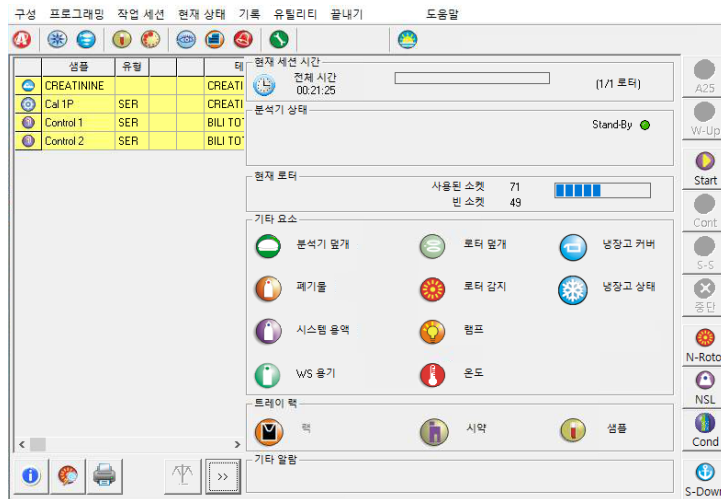 구성 프로그래밍 작업 세션 현재 상태 기록 유틸리티 끝내기 도움말
샘플 유형 테
CREATININE CREATI
Cal 1P SER CREATI
Control 1 SER BILI TO
Control 2 SER BILI TO
현재 세션 시간
전체 시간
00:21:25
(1/1 로터)
분석기 상태
Stand-By
현재 로터
사용된 소켓 71
빈 소켓 49
기타 요소
분석기 덮개 로터 덮개 냉장고 커버
폐기물 로터 감지 냉장고 상태
시스템 용액 램프
WS 용기 온도
트레이 랙
랙 시약 샘플
기타 알람
>>
A25
W-Up
Start
Cont
S-S
중단
N-Roto
NSL
Cond
S-Down